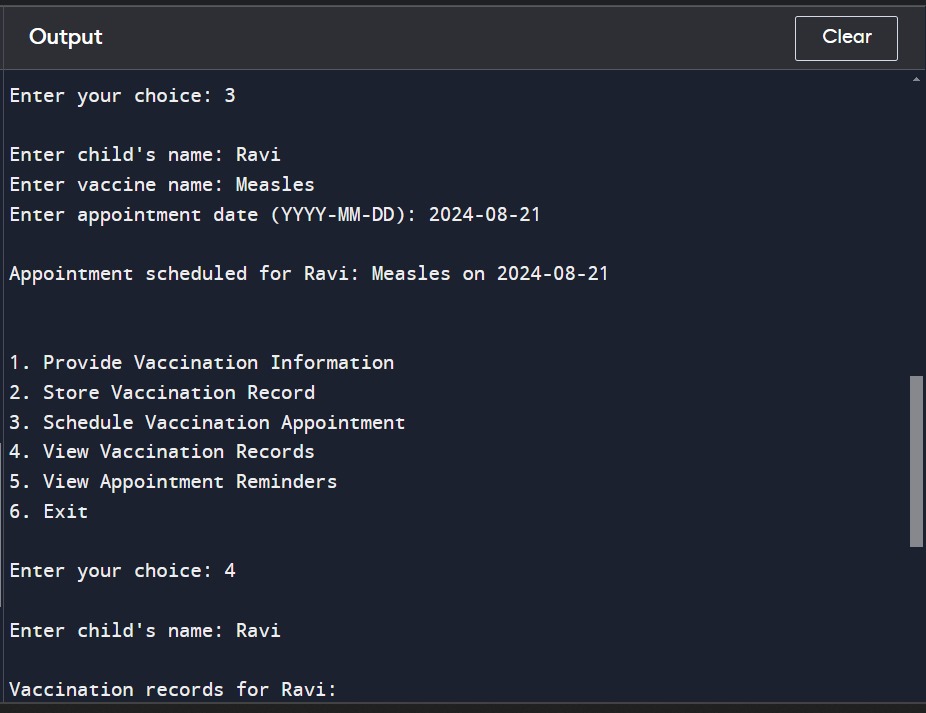 Output
Clear
Enter your choice: 3
Enter child's name: Ravi
Enter vaccine name: Measles
Enter appointment date (YYYY-MM-DD): 2024-08-21
Appointment scheduled for Ravi: Measles on 2024-08-21
1. Provide Vaccination Information
2. Store Vaccination Record
3. Schedule Vaccination Appointment
4. View Vaccination Records
5. View Appointment Reminders
6. Exit
Enter your choice: 4
Enter child's name: Ravi
Vaccination records for Ravi: